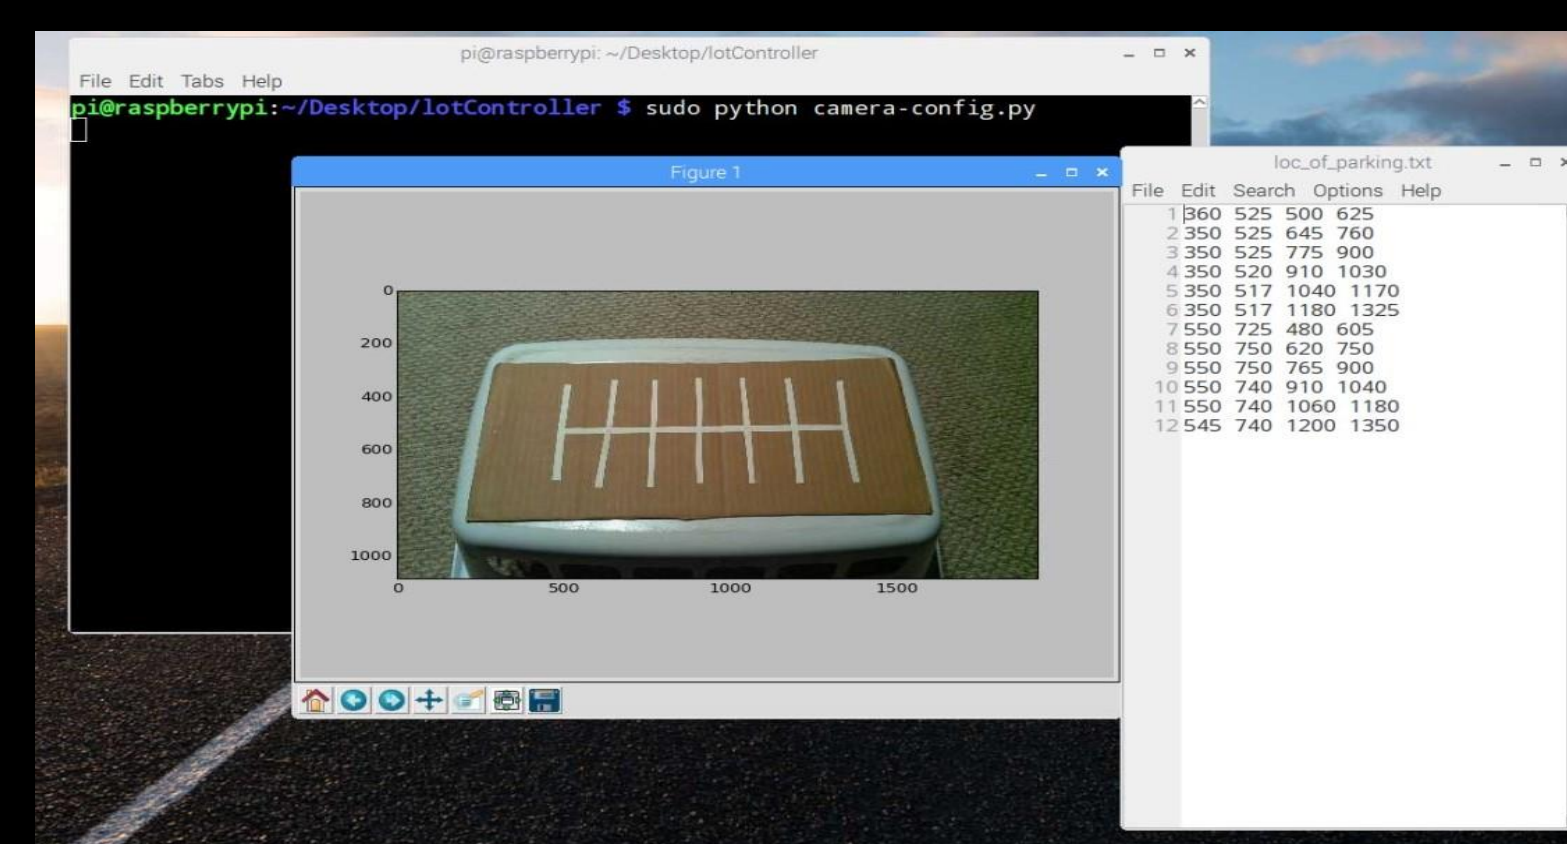 pi@raspberrypi: ~/Desktop/lotController
File Edit Tabs Help
pi@raspberrypi:~/Desktop/lotController $ sudo python camera-config.py
Figure 1
0
200
400
600
800
1000
0 500 1000 1500
loc_of_parking.txt
File Edit Search Options Help
1 360 525 500 625
2 350 525 645 760
3 350 525 775 900
4 350 520 910 1030
5 350 517 1040 1170
6 350 517 1180 1325
7 550 725 480 605
8 550 750 620 750
9 550 750 765 900
10 550 740 910 1040
11 550 740 1060 1180
12 545 740 1200 1350